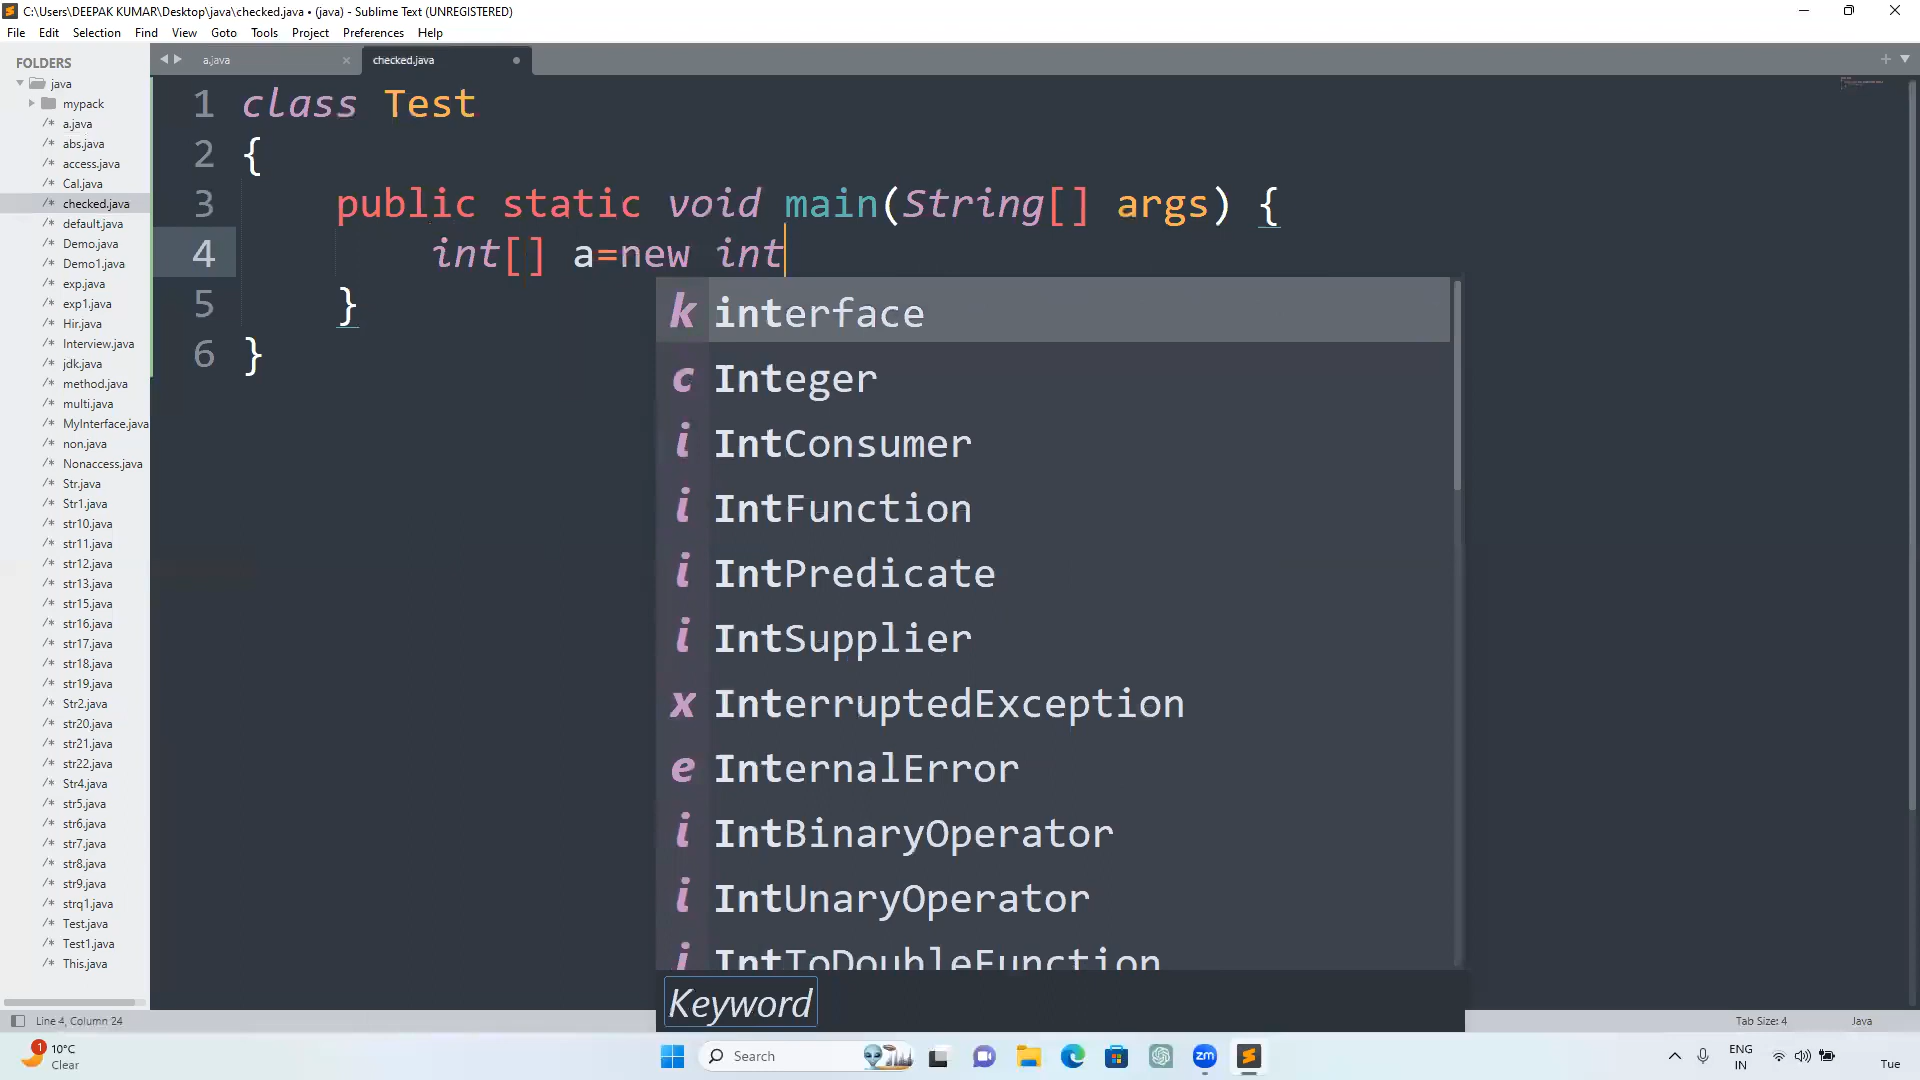 C:\Users\DEEPAK KUMAR\Desktop\java\checked.java • (java) - Sublime Text (UNREGISTERED)
File Edit Selection Find View Goto Tools Project Preferences Help
FOLDERS
java
mypack
a.java
abs.java
access.java
Cal.java
checked.java
default.java
Demo.java
Demo1.java
exp.java
exp1.java
Hir.java
Interview.java
jdk.java
method.java
multi.java
MyInterface.java
non.java
Nonaccess.java
Str.java
Str1.java
str10.java
str11.java
str12.java
str13.java
str15.java
str16.java
str17.java
str18.java
str19.java
Str2.java
str20.java
str21.java
str22.java
Str4.java
str5.java
str6.java
str7.java
str8.java
str9.java
strq1.java
Test.java
Test1.java
This.java
a.java
checked.java
1 class Test
2 {
3 public static void main(String[] args) {
4 int[] a=new int
5 }
6 }
k interface
c Integer
i IntConsumer
i IntFunction
i IntPredicate
i IntSupplier
x InterruptedException
e InternalError
i IntBinaryOperator
i IntUnaryOperator
i IntToDoubleFunction
Keyword
Line 4, Column 24
Tab Size: 4
Java
1
10°C
Clear
Search
zm
ENG
IN
Tue